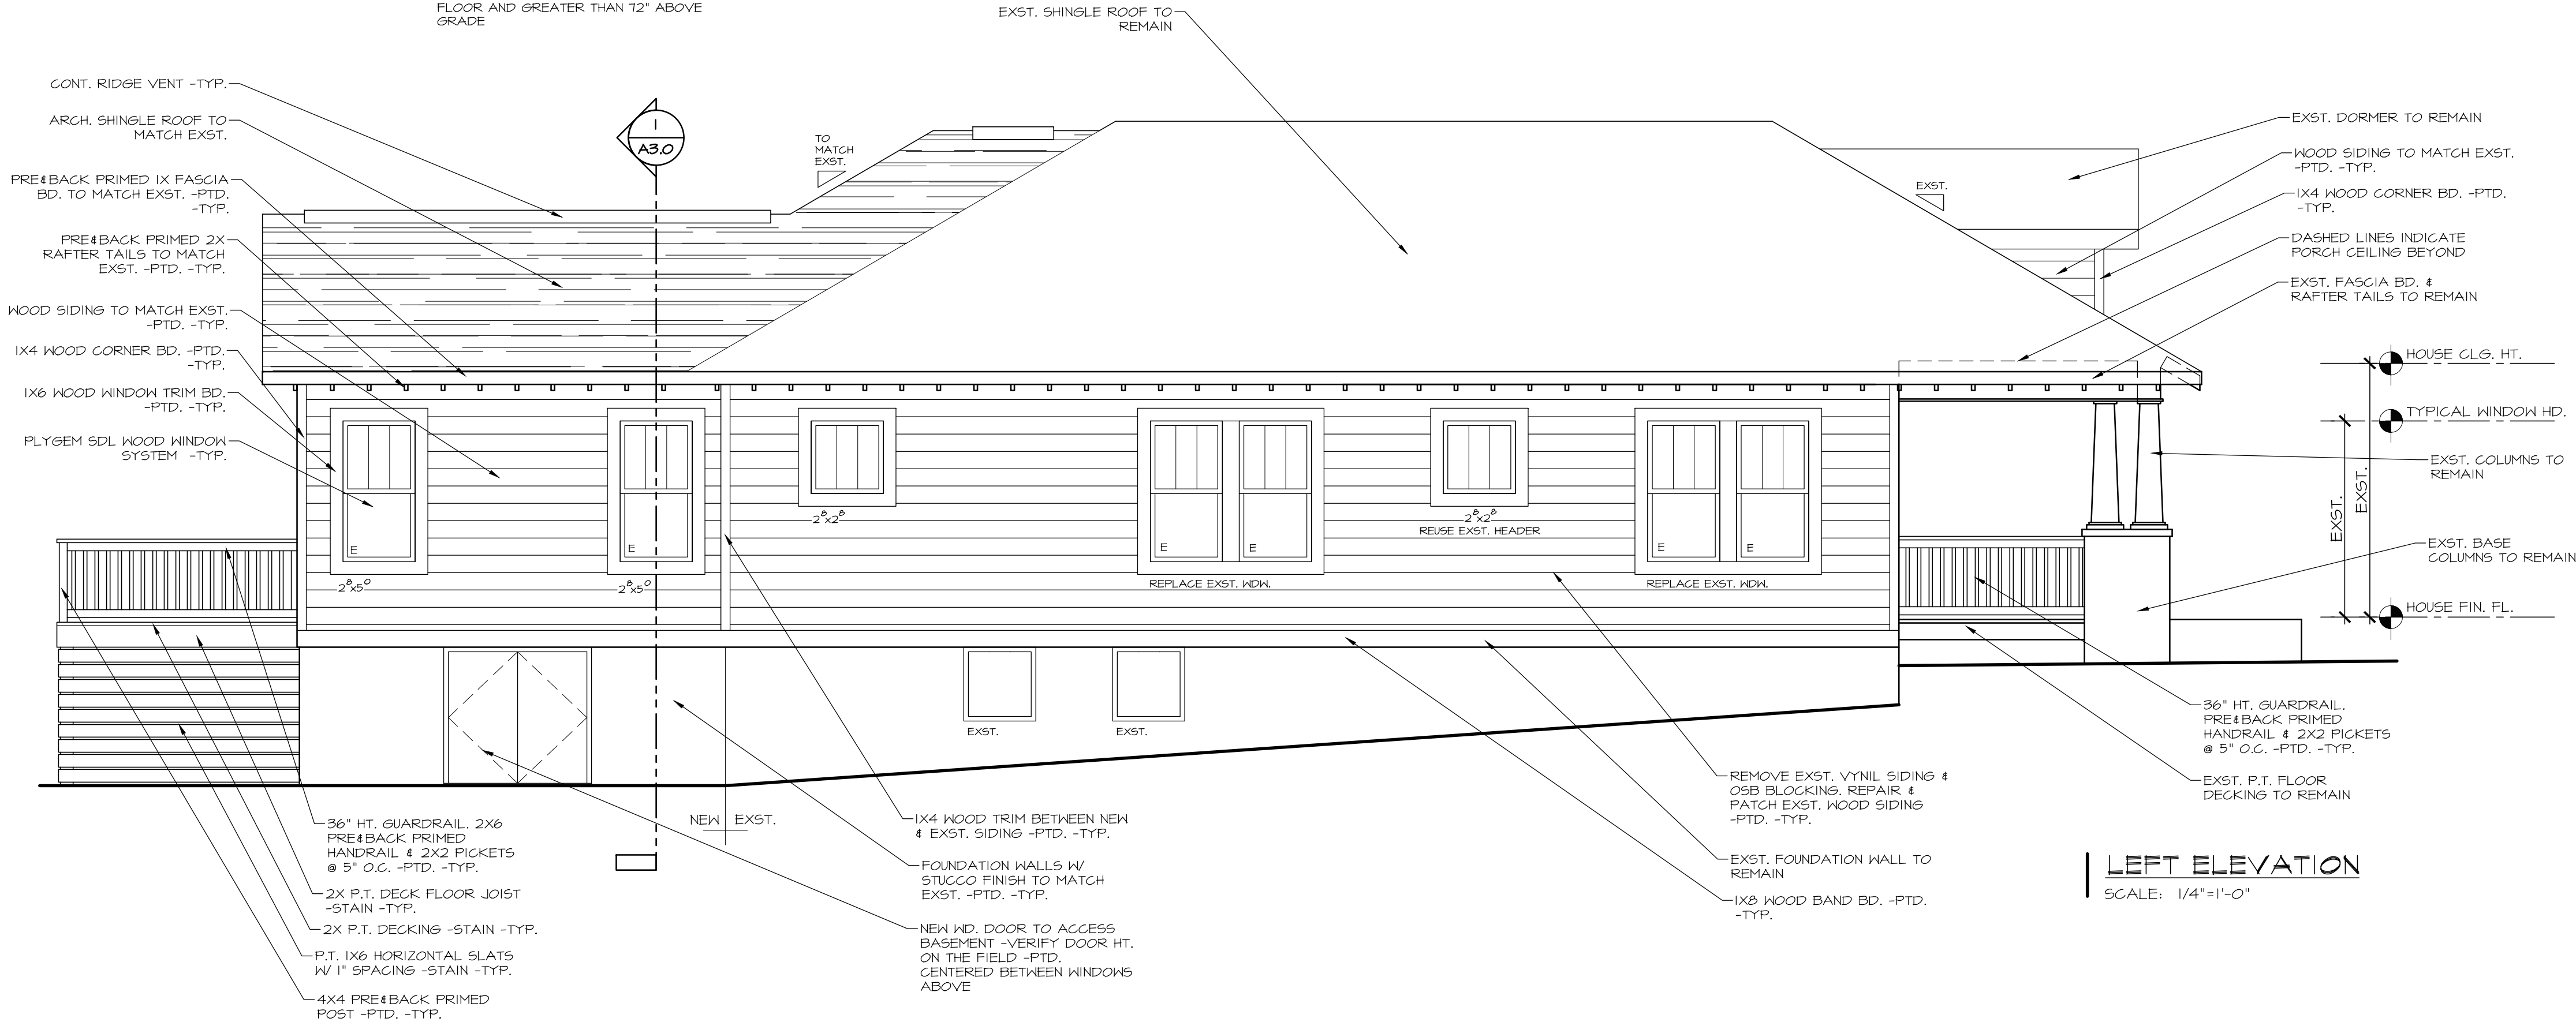 FLOOR AND GREATER THAN 72" ABOVE
GRADE
EXST. SHINGLE ROOF TO
REMAIN
CONT. RIDGE VENT -TYP.
ARCH. SHINGLE ROOF TO
MATCH EXST.
PRE&BACK PRIMED 1X FASCIA
BD. TO MATCH EXST. -PTD.
-TYP.
PRE&BACK PRIMED 2X
RAFTER TAILS TO MATCH
EXST. -PTD. -TYP.
WOOD SIDING TO MATCH EXST.
-PTD. -TYP.
1X4 WOOD CORNER BD. -PTD.
-TYP.
1X6 WOOD WINDOW TRIM BD.
-PTD. -TYP.
PLYGEM SDL WOOD WINDOW
SYSTEM -TYP.
1
A3.0
TO
MATCH
EXST.
EXST.
EXST. DORMER TO REMAIN
WOOD SIDING TO MATCH EXST.
-PTD. -TYP.
1X4 WOOD CORNER BD. -PTD.
-TYP.
DASHED LINES INDICATE
PORCH CEILING BEYOND
EXST. FASCIA BD. &
RAFTER TAILS TO REMAIN
HOUSE CLG. HT.
TYPICAL WINDOW HD.
EXST. COLUMNS TO
REMAIN
EXST.
EXST.
EXST. BASE
COLUMNS TO REMAIN
HOUSE FIN. FL.
E
2⁸x5⁰
E
2⁸x5⁰
2⁸x2⁸
E
E
REPLACE EXST. WDW.
2⁸x2⁸
REUSE EXST. HEADER
E
E
REPLACE EXST. WDW.
EXST.
EXST.
NEW
EXST.
36" HT. GUARDRAIL. 2X6
PRE&BACK PRIMED
HANDRAIL & 2X2 PICKETS
@ 5" O.C. -PTD. -TYP.
2X P.T. DECK FLOOR JOIST
-STAIN -TYP.
2X P.T. DECKING -STAIN -TYP.
P.T. 1X6 HORIZONTAL SLATS
W/ 1" SPACING -STAIN -TYP.
4X4 PRE&BACK PRIMED
POST -PTD. -TYP.
1X4 WOOD TRIM BETWEEN NEW
& EXST. SIDING -PTD. -TYP.
FOUNDATION WALLS W/
STUCCO FINISH TO MATCH
EXST. -PTD. -TYP.
NEW WD. DOOR TO ACCESS
BASEMENT -VERIFY DOOR HT.
ON THE FIELD -PTD.
CENTERED BETWEEN WINDOWS
ABOVE
REMOVE EXST. VYNIL SIDING &
OSB BLOCKING. REPAIR &
PATCH EXST. WOOD SIDING
-PTD. -TYP.
EXST. FOUNDATION WALL TO
REMAIN
1X8 WOOD BAND BD. -PTD.
-TYP.
36" HT. GUARDRAIL.
PRE&BACK PRIMED
HANDRAIL & 2X2 PICKETS
@ 5" O.C. -PTD. -TYP.
EXST. P.T. FLOOR
DECKING TO REMAIN
LEFT ELEVATION
SCALE: 1/4"=1'-0"